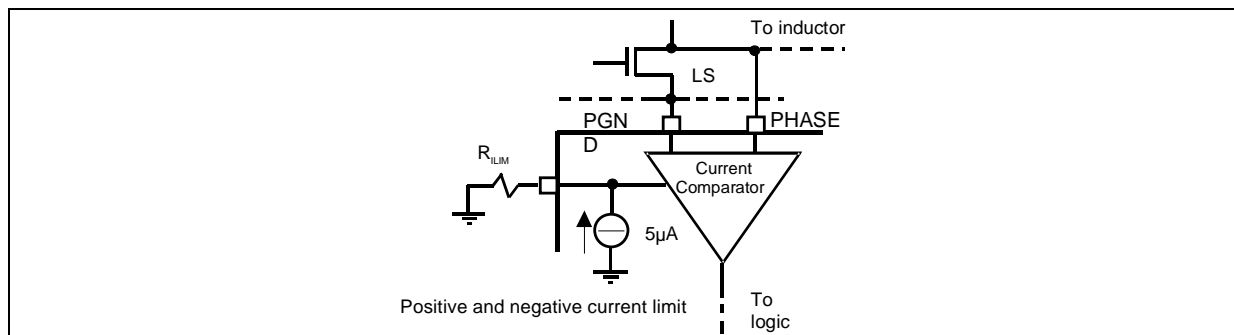 To inductor
LS
PGN
D
PHASE
R_ILIM
Current
Comparator
5µA
Positive and negative current limit
To
logic